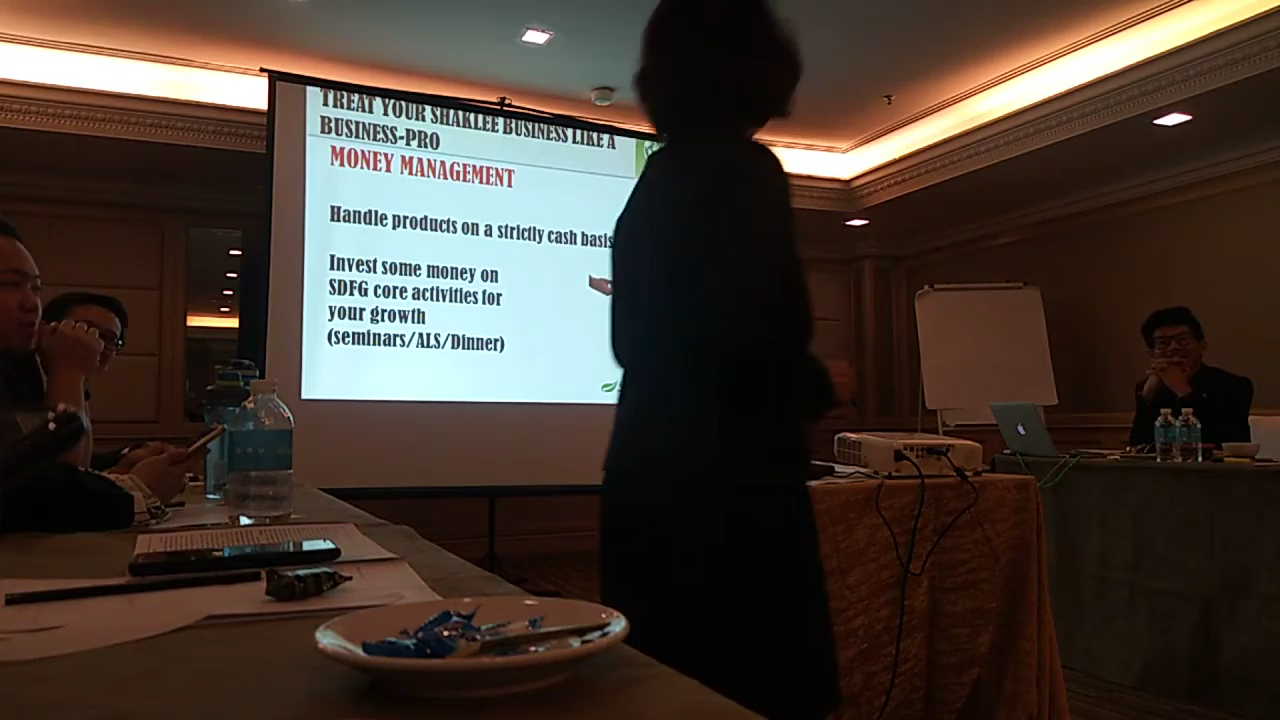 TREAT YOUR SHAKLEE BUSINESS LIKE A
BUSINESS-PRO
MONEY MANAGEMENT
Handle products on a strictly cash basis
Invest some money on
SDFG core activities for
your growth
(seminars/ALS/Dinner)